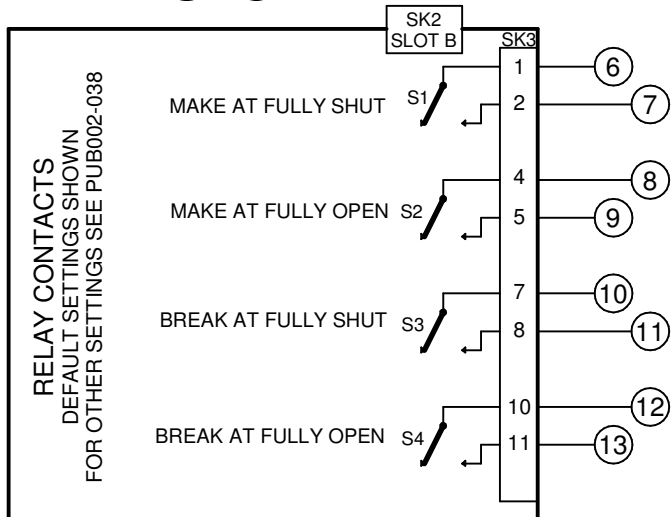 SK2
SLOT B
SK3
RELAY CONTACTS
DEFAULT SETTINGS SHOWN
FOR OTHER SETTINGS SEE PUB002-038
MAKE AT FULLY SHUT S1 1 6
2 7
MAKE AT FULLY OPEN S2 4 8
5 9
BREAK AT FULLY SHUT S3 7 10
8 11
BREAK AT FULLY OPEN S4 10 12
11 13